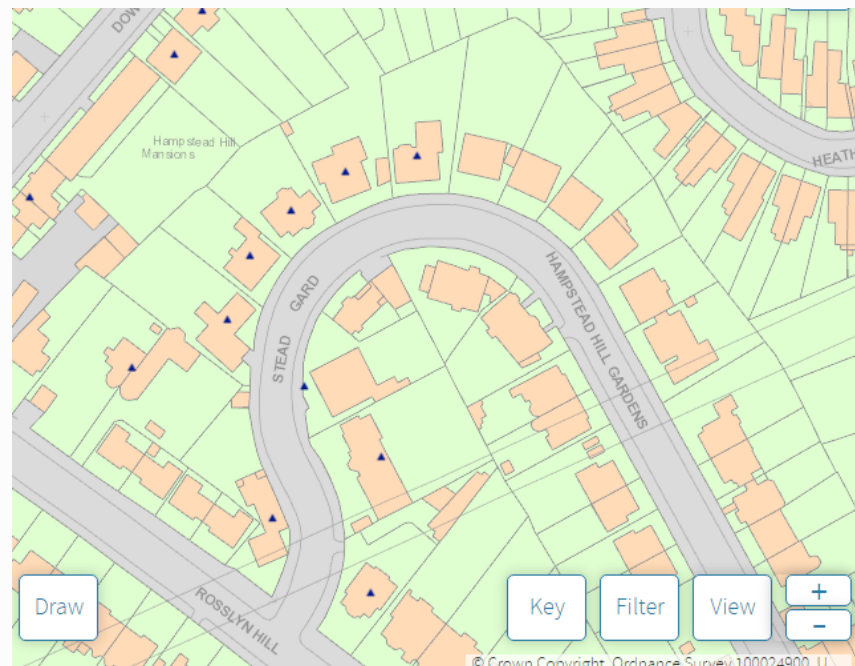 DOW
Hampstead Hill
Mansions
HEATH
STEAD
GARD
HAMPSTEAD HILL GARDENS
ROSSLYN HILL
Draw
Key
Filter
View
+
−
© Crown Copyright, Ordnance Survey 100024900, U